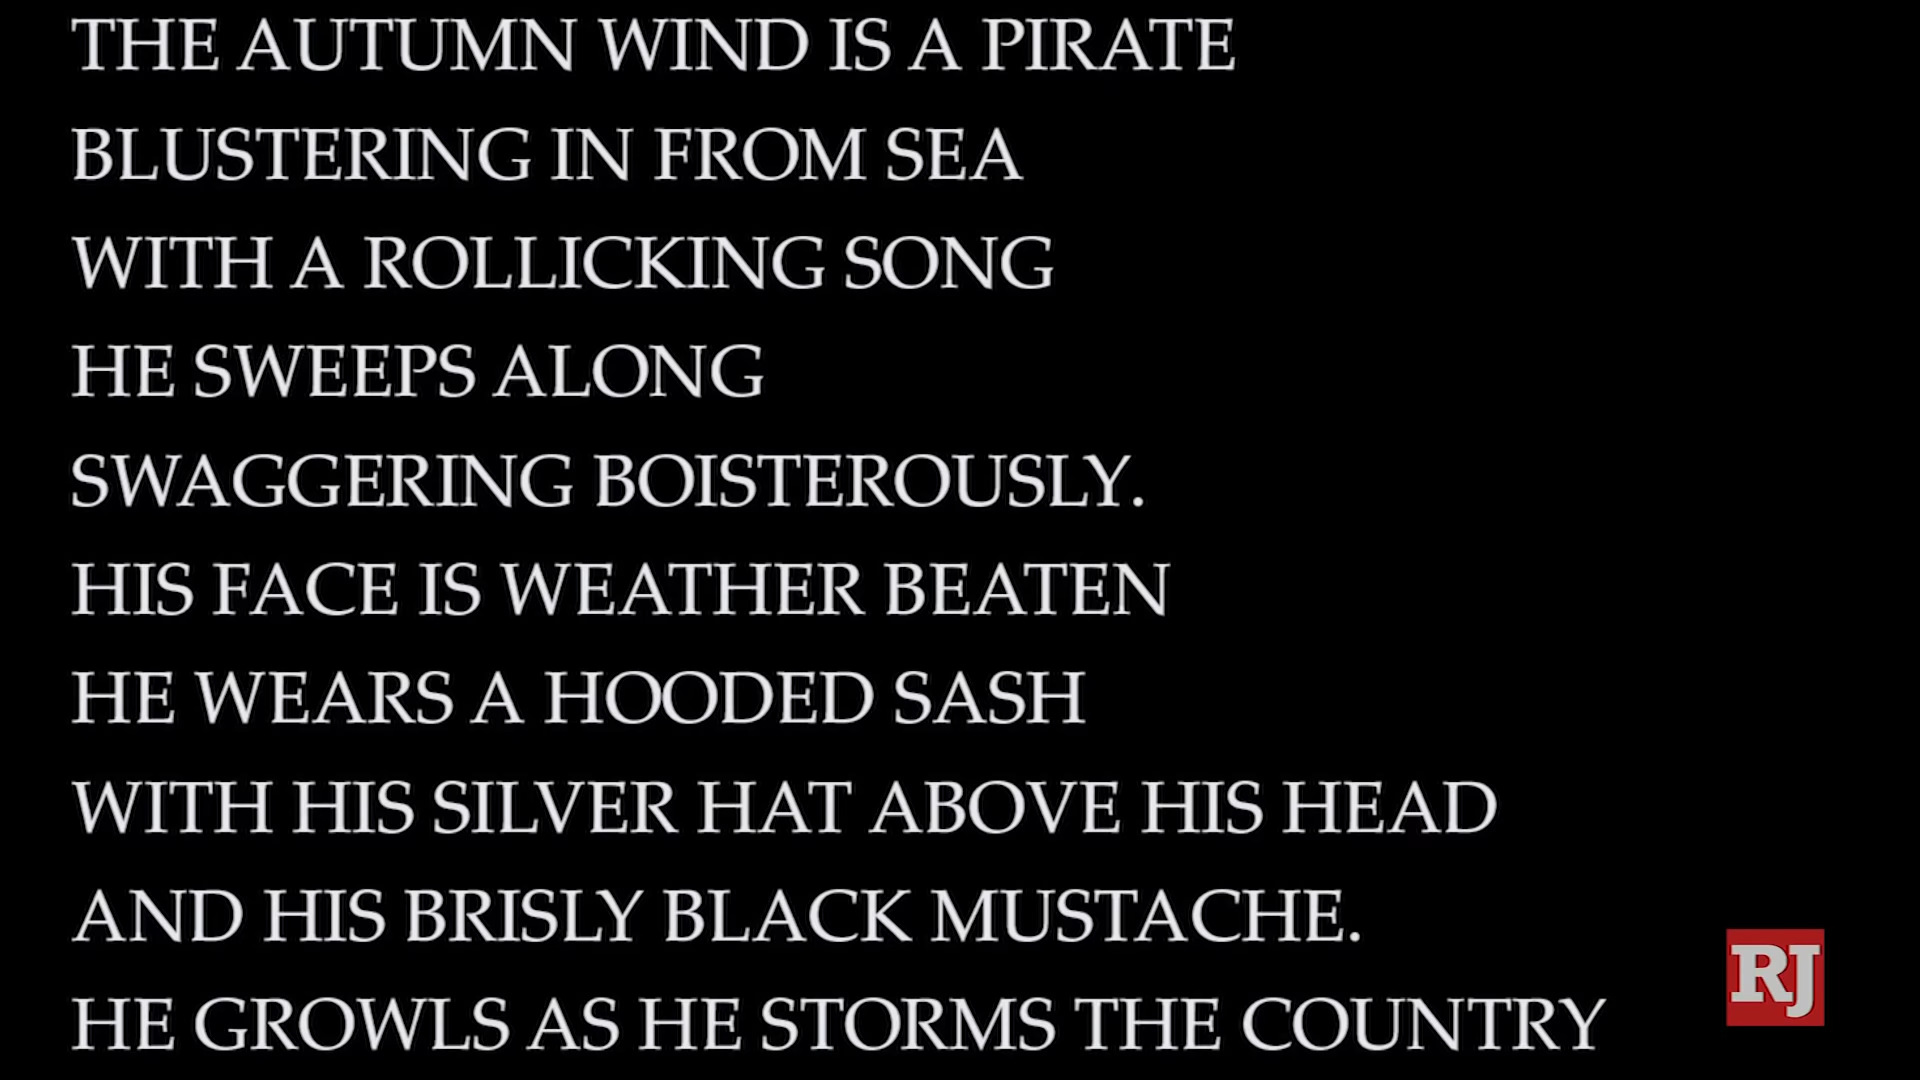 THE AUTUMN WIND IS A PIRATE
BLUSTERING IN FROM SEA
WITH A ROLLICKING SONG
HE SWEEPS ALONG
SWAGGERING BOISTEROUSLY.
HIS FACE IS WEATHER BEATEN
HE WEARS A HOODED SASH
WITH HIS SILVER HAT ABOVE HIS HEAD
AND HIS BRISLY BLACK MUSTACHE.
HE GROWLS AS HE STORMS THE COUNTRY
RJ